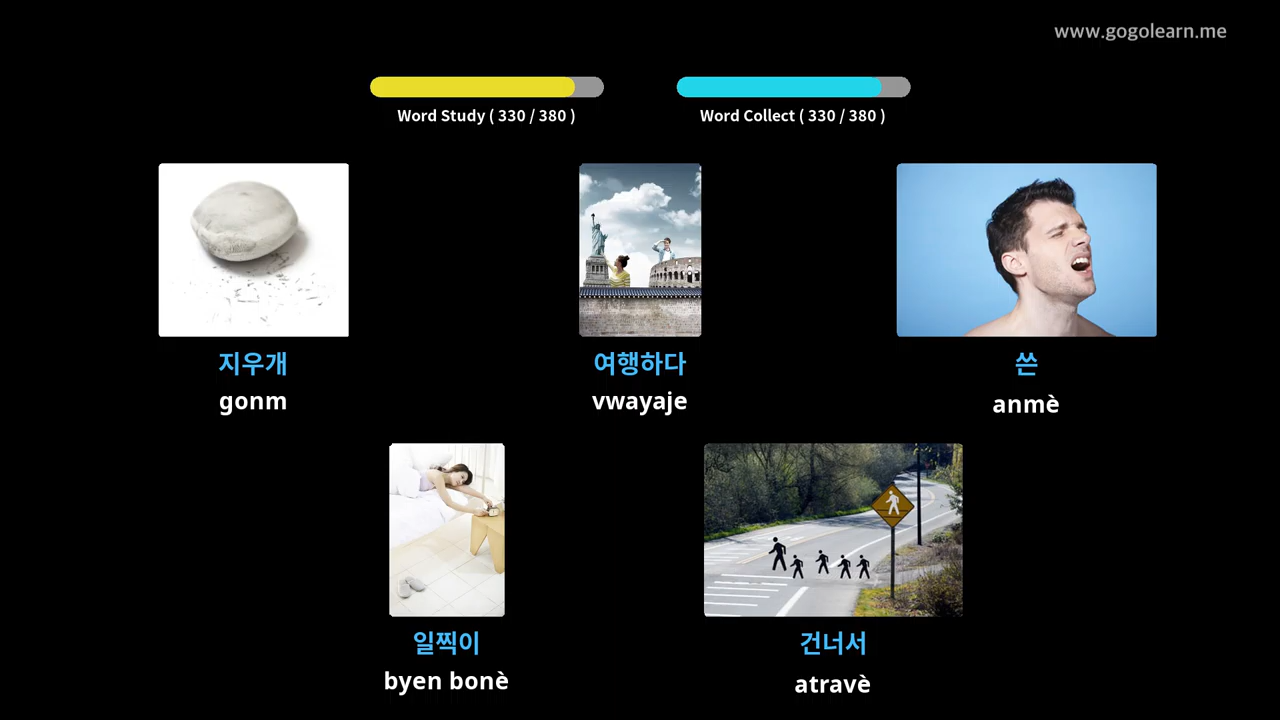 www.gogolearn.me
Word Study ( 330 / 380 )
Word Collect ( 330 / 380 )
지우개
gonm
여행하다
vwayaje
쓴
anmè
일찍이
byen bonè
건너서
atravè